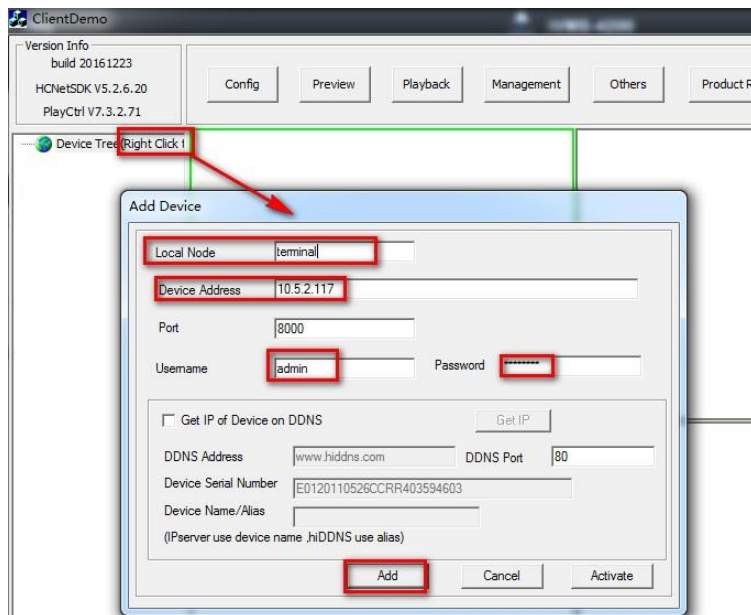 ClientDemo
Version Info
build 20161223
HCNetSDK V5.2.6.20
PlayCtrl V7.3.2.71
Config Preview Playback Management Others Product R
Device Tree(Right Click t
Add Device
Local Node terminal
Device Address 10.5.2.117
Port 8000
Username admin Password ********
Get IP of Device on DDNS Get IP
DDNS Address www.hiddns.com DDNS Port 80
Device Serial Number E0120110526CCRR403594603
Device Name/Alias
(IPserver use device name ,hiDDNS use alias)
Add Cancel Activate